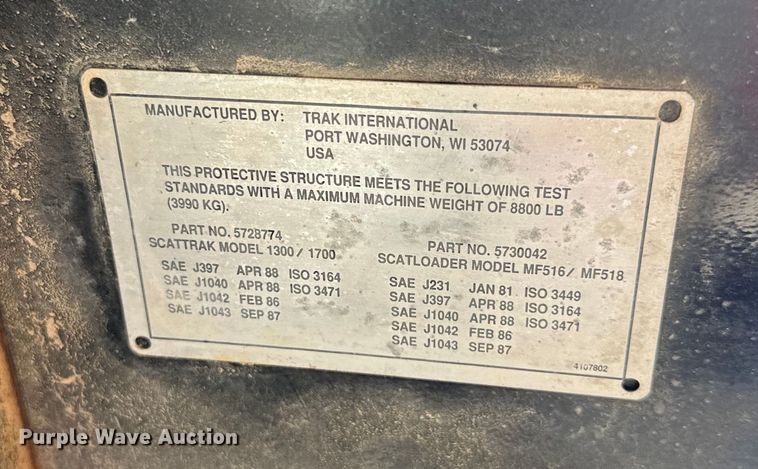 MANUFACTURED BY: TRAK INTERNATIONAL
PORT WASHINGTON, WI 53074
USA
THIS PROTECTIVE STRUCTURE MEETS THE FOLLOWING TEST
STANDARDS WITH A MAXIMUM MACHINE WEIGHT OF 8800 LB
(3990 KG).
PART NO. 5728774
SCATTRAK MODEL 1300/1700
SAE J397 APR 88 ISO 3164
SAE J1040 APR 88 ISO 3471
SAE J1042 FEB 86
SAE J1043 SEP 87
PART NO. 5730042
SCATLOADER MODEL MF516/ MF518
SAE J231 JAN 81 ISO 3449
SAE J397 APR 88 ISO 3164
SAE J1040 APR 88 ISO 3471
SAE J1042 FEB 86
SAE J1043 SEP 87
4107802
Purple Wave Auction